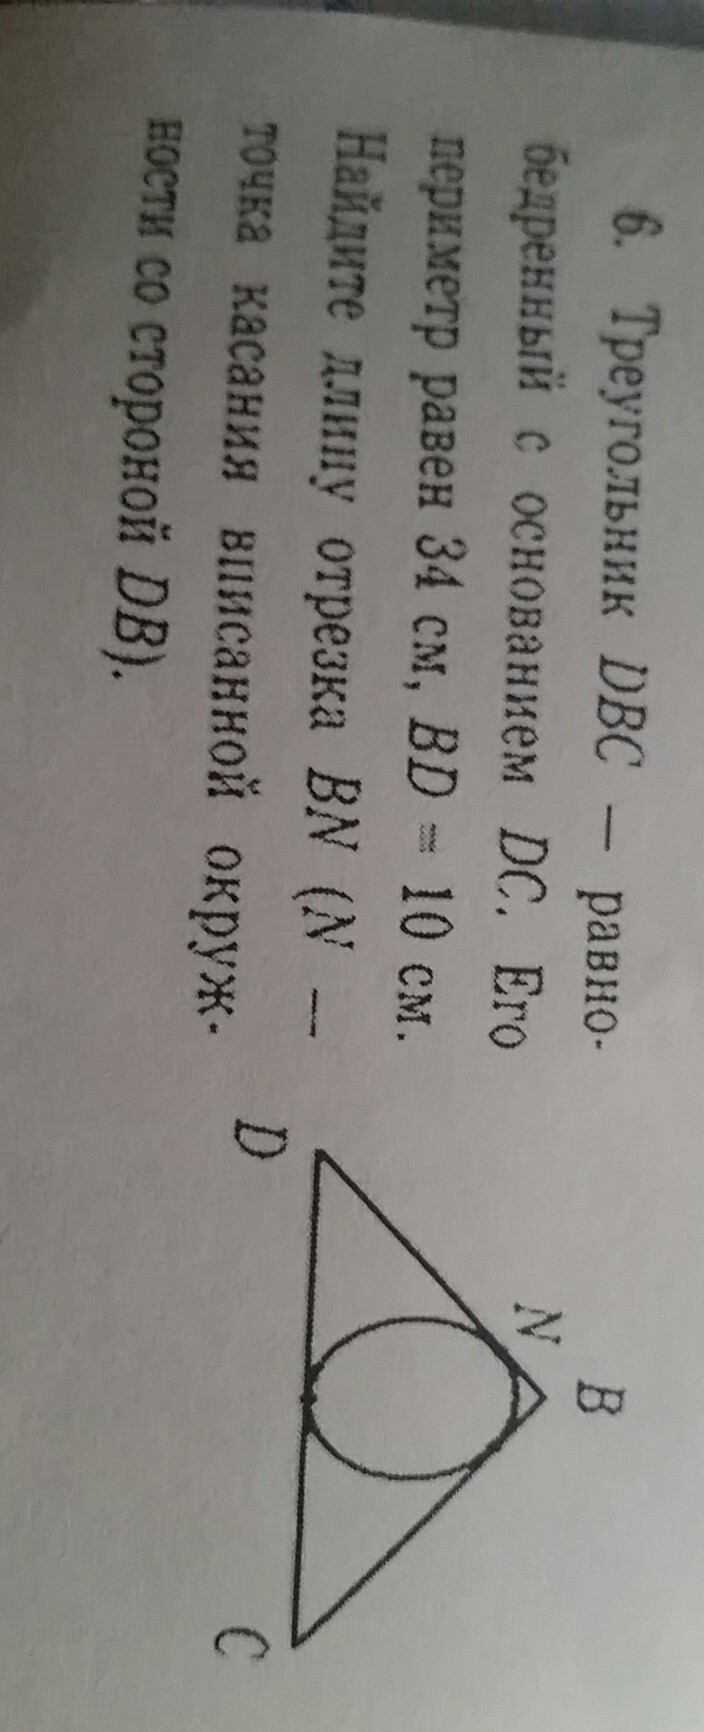 6. Треугольник DBC — равно-
бедренный с основанием DC. Его
периметр равен 34 см, BD = 10 см.
Найдите длину отрезка BN (N —
точка касания вписанной окруж-
ности со стороной DB).
B
N
D
C